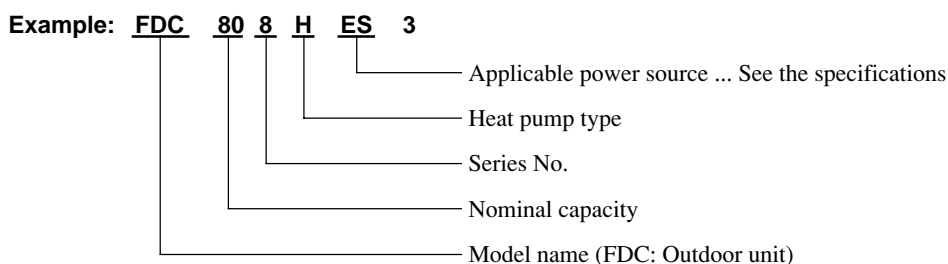 Example: FDC 80 8 H ES 3
Applicable power source ... See the specifications
Heat pump type
Series No.
Nominal capacity
Model name (FDC: Outdoor unit)